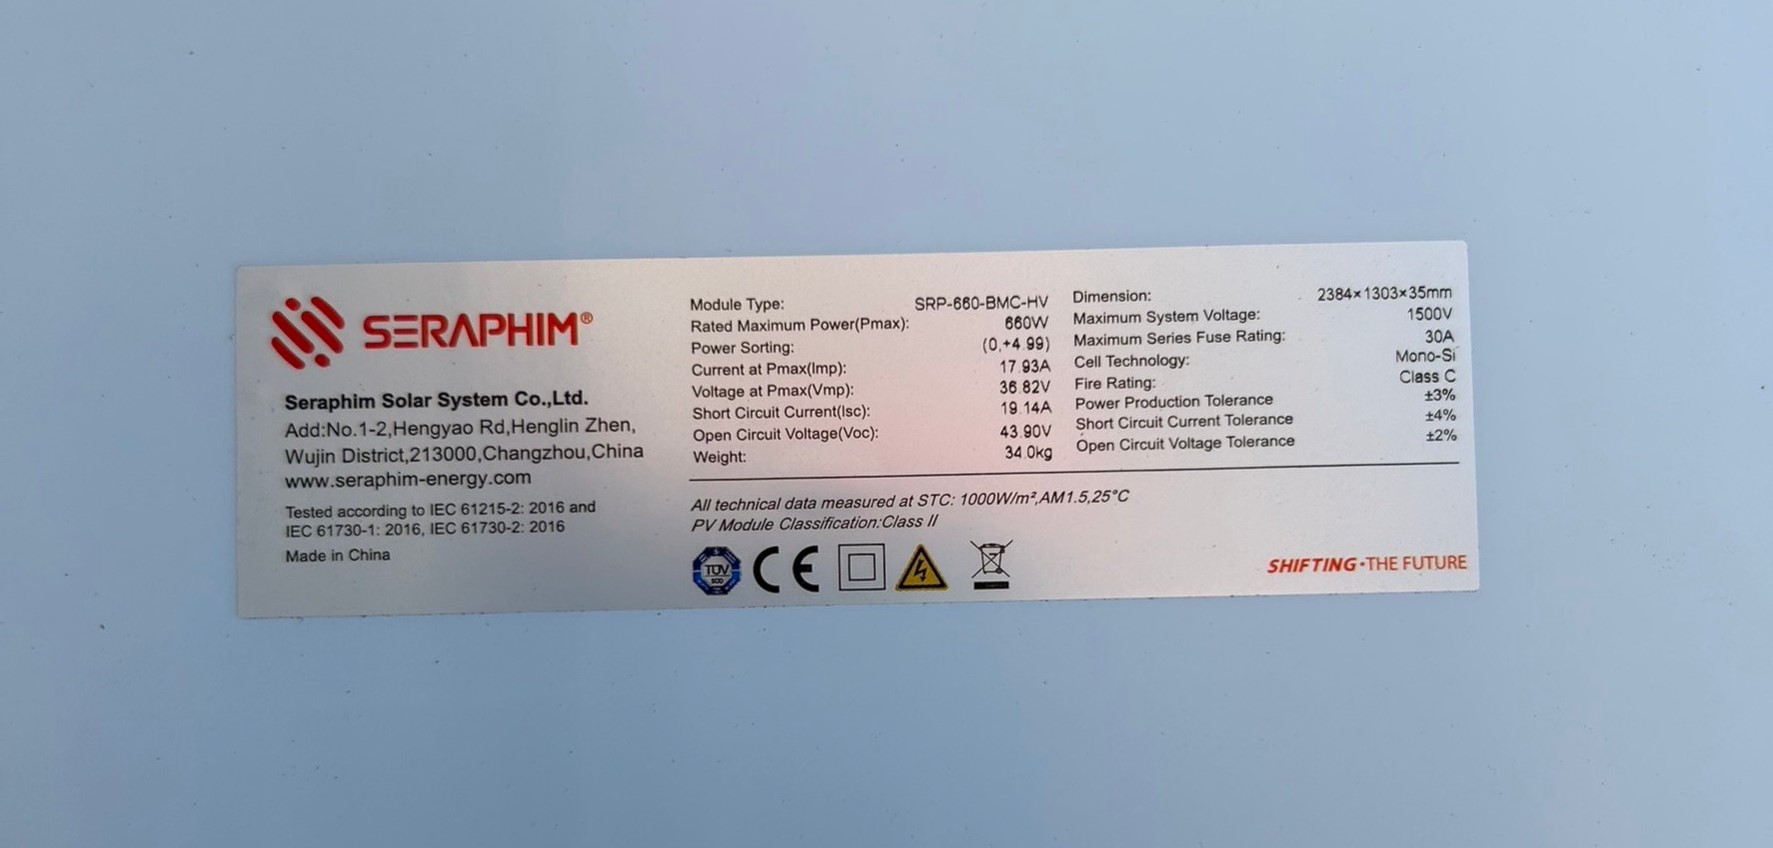 SERAPHIM®
Seraphim Solar System Co.,Ltd.
Add:No.1-2,Hengyao Rd,Henglin Zhen,
Wujin District,213000,Changzhou,China
www.seraphim-energy.com
Tested according to IEC 61215-2: 2016 and
IEC 61730-1: 2016, IEC 61730-2: 2016
Made in China
Module Type: SRP-660-BMC-HV
Rated Maximum Power(Pmax): 660W
Power Sorting: (0,+4.99)
Current at Pmax(Imp): 17.93A
Voltage at Pmax(Vmp): 36.82V
Short Circuit Current(Isc): 19.14A
Open Circuit Voltage(Voc): 43.90V
Weight: 34.0kg
Dimension: 2384×1303×35mm
Maximum System Voltage: 1500V
Maximum Series Fuse Rating: 30A
Cell Technology: Mono-Si
Fire Rating: Class C
Power Production Tolerance ±3%
Short Circuit Current Tolerance ±4%
Open Circuit Voltage Tolerance ±2%
All technical data measured at STC: 1000W/m²,AM1.5,25°C
PV Module Classification:Class II
TÜV
CE
SHIFTING·THE FUTURE